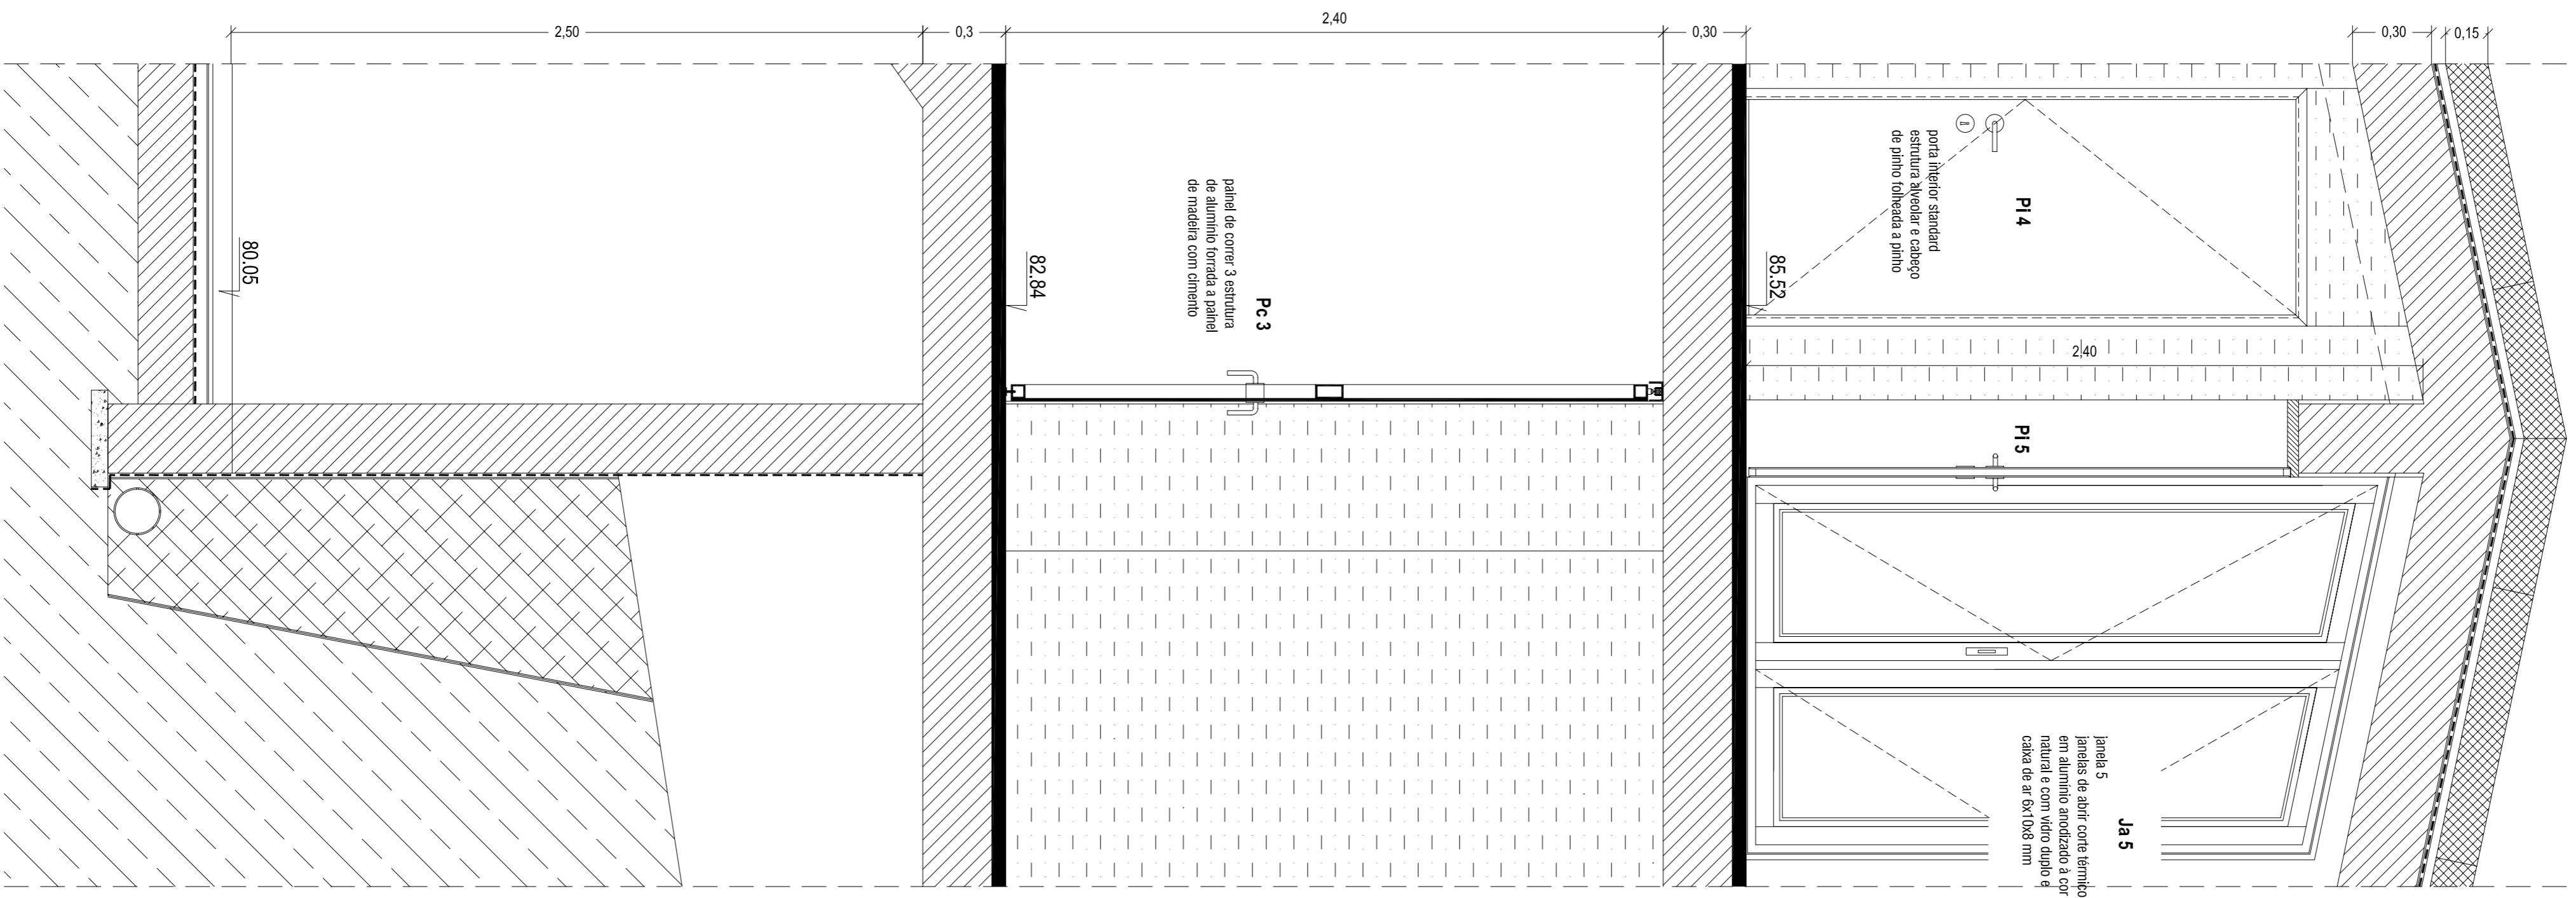 2,50
0,3
2,40
0,30
0,30
0,15
80.05
82.84
85.52
Pc 3
painel de correr 3 estrutura
de alumínio forrada a painel
de madeira com cimento
Pi 4
porta interior standard
estrutura alveolar e cabeço
de pinho folheada a pinho
2,40
Pi 5
Ja 5
janela 5
janelas de abrir corte térmico
em alumínio anodizado à cor
natural e com vidro duplo e
caixa de ar 6x10x8 mm